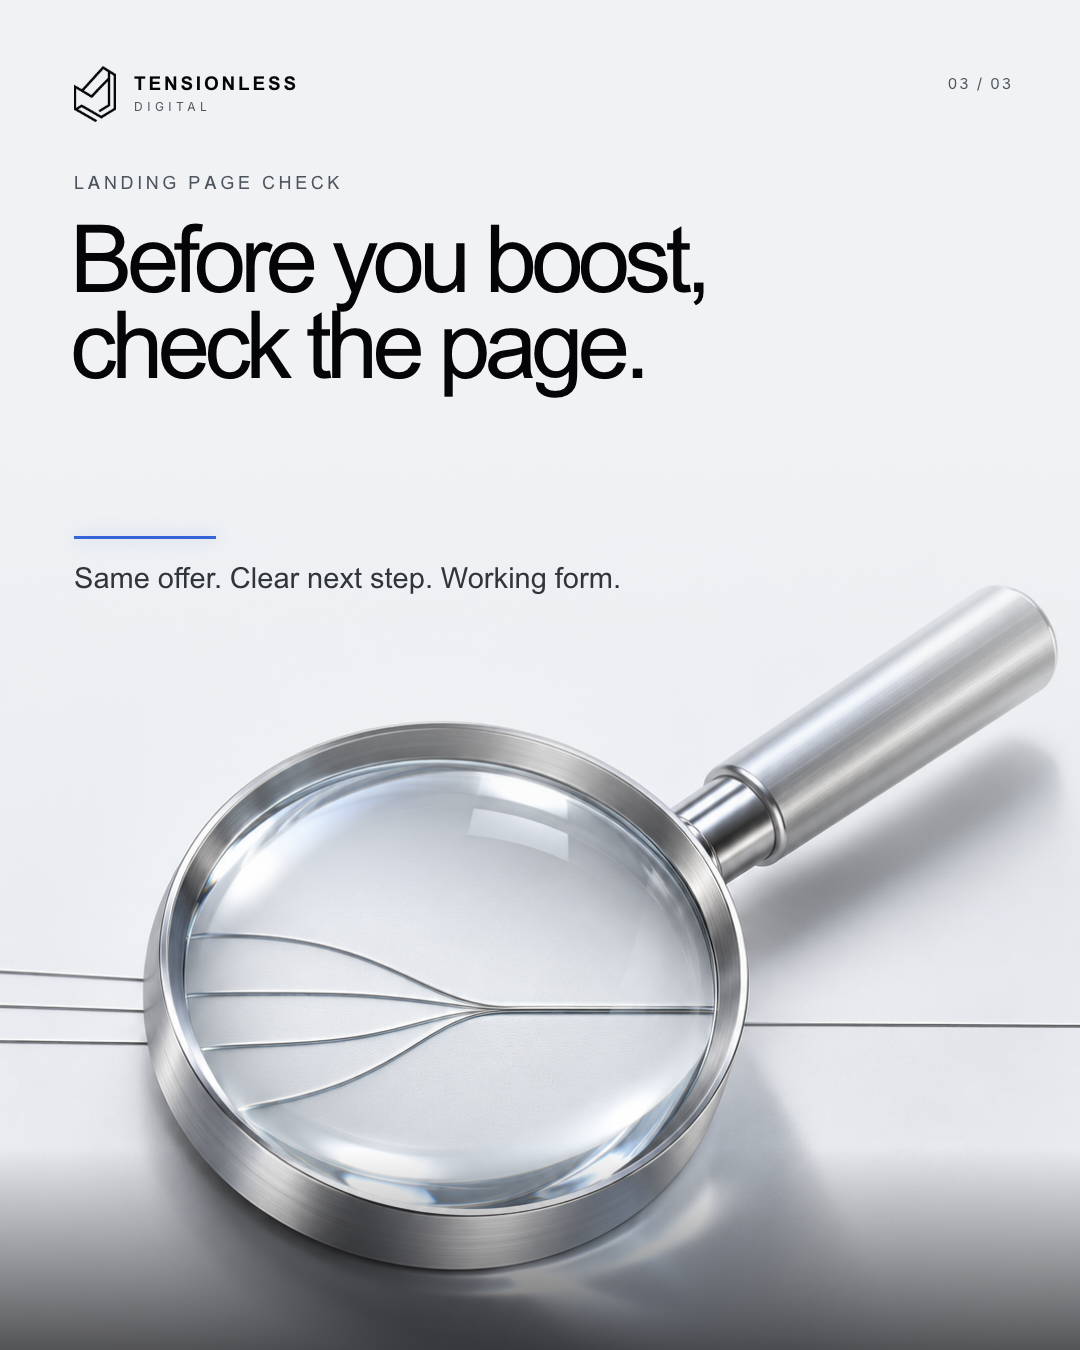 TENSIONLESS
DIGITAL
03 / 03
LANDING PAGE CHECK
Before you boost,
check the page.
Same offer. Clear next step. Working form.